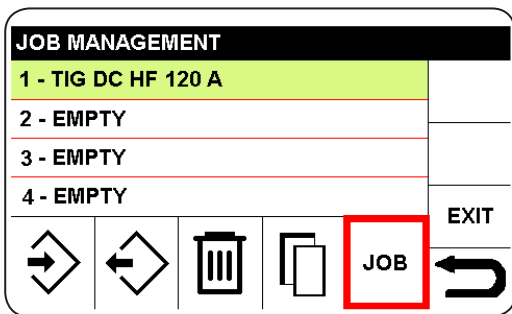 JOB MANAGEMENT
1 - TIG DC HF 120 A
2 - EMPTY
3 - EMPTY
4 - EMPTY
EXIT
JOB